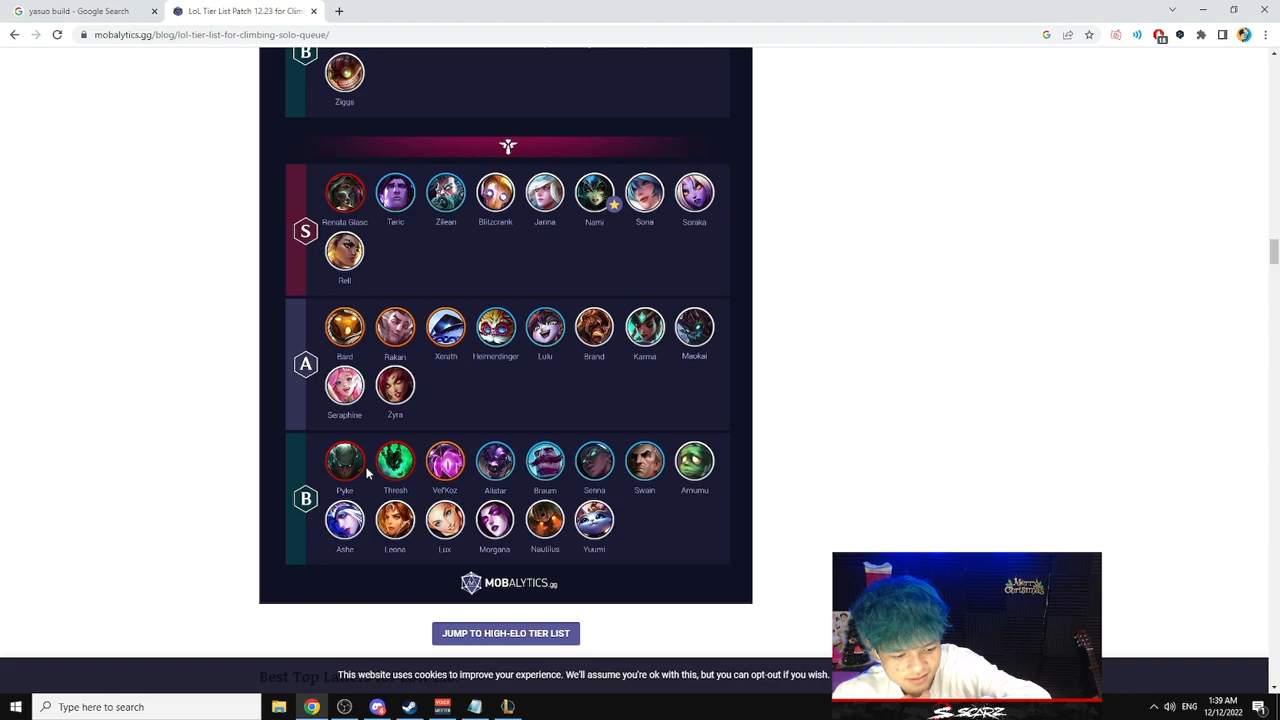 yasuo build - Google Search
LoL Tier List Patch 12.23 for Climbing
mobalytics.gg/blog/lol-tier-list-for-climbing-solo-queue/
18
B
Ziggs
S
Renata Glasc Taric Zilean Blitzcrank Janna Nami Sona Soraka
Rell
A
Bard Rakan Xerath Heimerdinger Lulu Brand Karma Maokai
Seraphine Zyra
B
Pyke Thresh Vel'Koz Alistar Braum Senna Swain Amumu
Ashe Leona Lux Morgana Nautilus Yuumi
MOBALYTICS.gg
JUMP TO HIGH-ELO TIER LIST
This website uses cookies to improve your experience. We'll assume you're ok with this, but you can opt-out if you wish.
Merry
Christmas
Type here to search
VOICE
MEETER
ENG
1:39 AM
12/12/2022
SCARZ